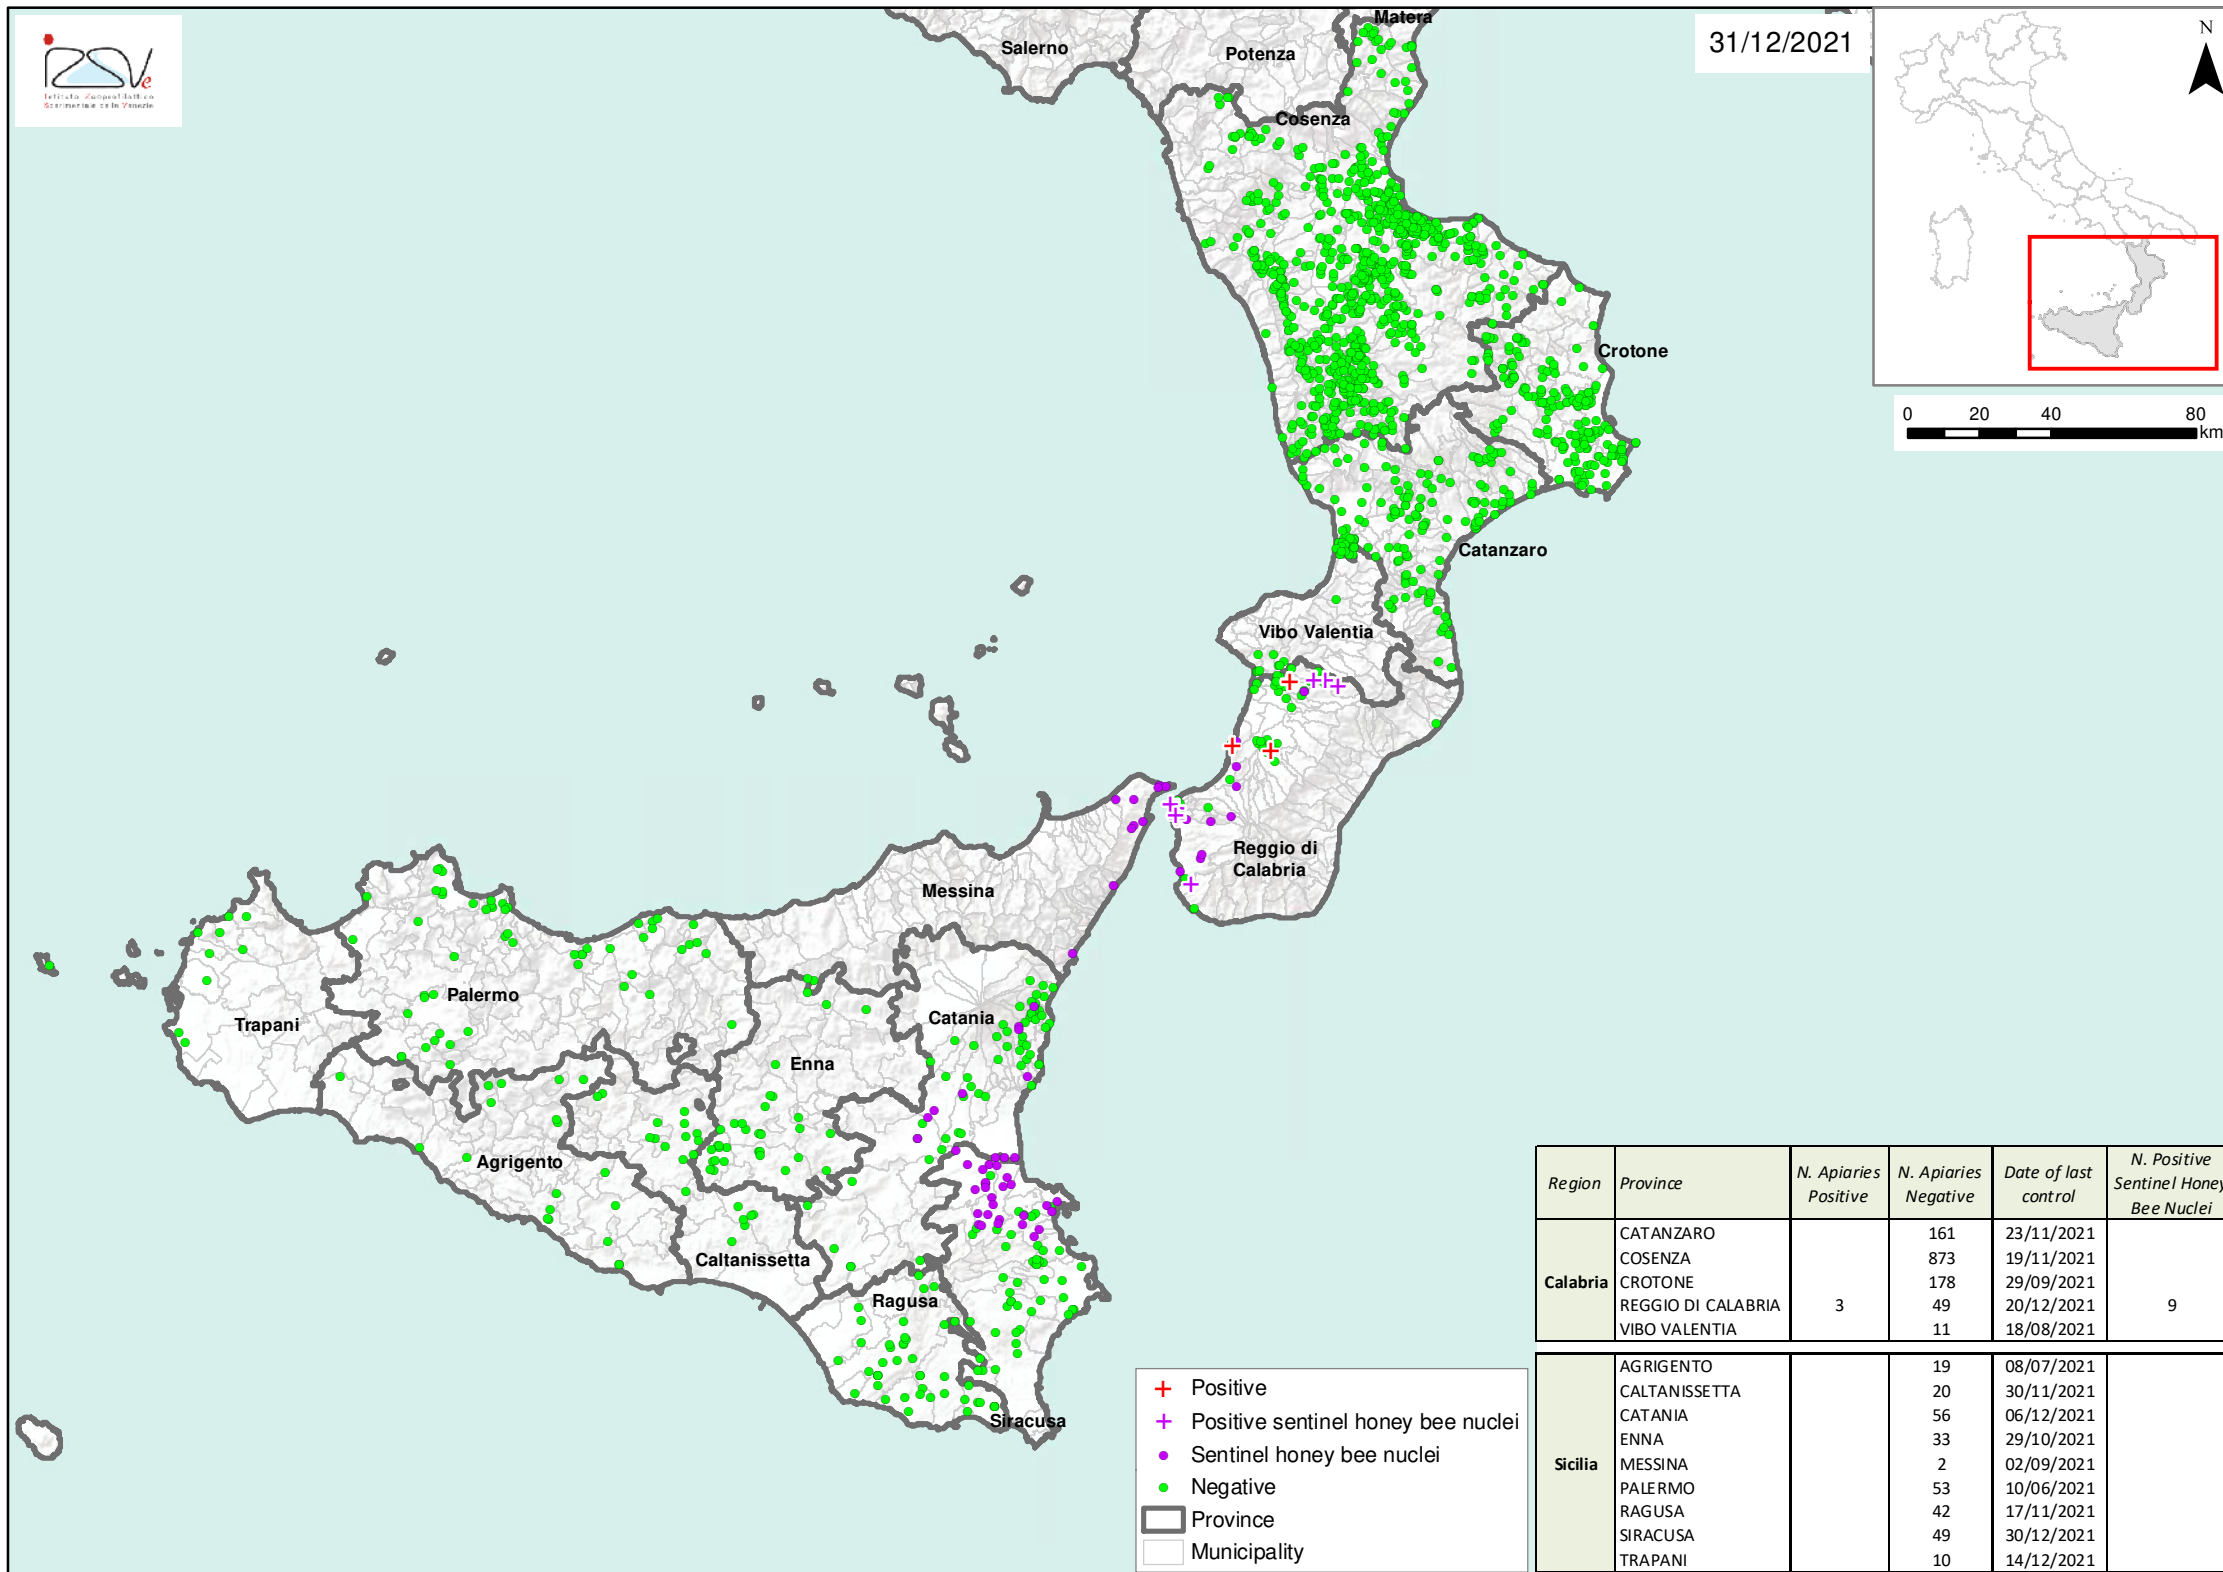 Matera
Salerno
Potenza
31/12/2021
N
IZSVe
Istituto Zooprofilattico
Sperimentale delle Venezie
Cosenza
Crotone
0 20 40 80
km
Catanzaro
Vibo Valentia
Reggio di
Calabria
Messina
Palermo
Trapani
Catania
Enna
Agrigento
Caltanissetta
Ragusa
Siracusa
Positive
Positive sentinel honey bee nuclei
Sentinel honey bee nuclei
Negative
Province
Municipality
Region Province N. Apiaries Positive N. Apiaries Negative Date of last control N. Positive Sentinel Honey Bee Nuclei
Calabria
CATANZARO 161 23/11/2021
COSENZA 873 19/11/2021
CROTONE 178 29/09/2021
REGGIO DI CALABRIA 3 49 20/12/2021 9
VIBO VALENTIA 11 18/08/2021
Sicilia
AGRIGENTO 19 08/07/2021
CALTANISSETTA 20 30/11/2021
CATANIA 56 06/12/2021
ENNA 33 29/10/2021
MESSINA 2 02/09/2021
PALERMO 53 10/06/2021
RAGUSA 42 17/11/2021
SIRACUSA 49 30/12/2021
TRAPANI 10 14/12/2021